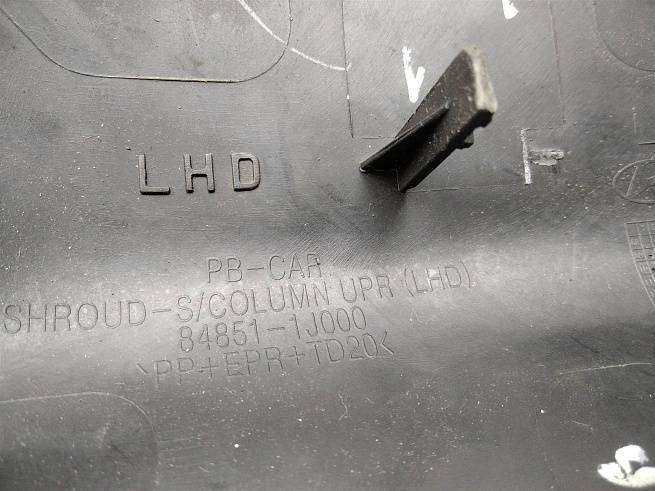 LHD
PB-CAR
SHROUD-S/COLUMN UPR (LHD)
84851-1J000
>PP+EPR+TD20<